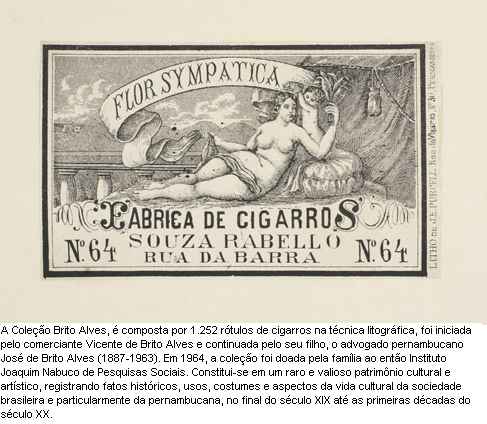 FLOR SYMPATICA
FABRICA DE CIGARROS
Nº 64 SOUZA RABELLO Nº 64
RUA DA BARRA
LITHO de J.E. PURCELL, Rua do
A Coleção Brito Alves, é composta por 1.252 rótulos de cigarros na técnica litográfica, foi iniciada
pelo comerciante Vicente de Brito Alves e continuada pelo seu filho, o advogado pernambucano
José de Brito Alves (1887-1963). Em 1964, a coleção foi doada pela família ao então Instituto
Joaquim Nabuco de Pesquisas Sociais. Constitui-se em um raro e valioso patrimônio cultural e
artístico, registrando fatos históricos, usos, costumes e aspectos da vida cultural da sociedade
brasileira e particularmente da pernambucana, no final do século XIX até as primeiras décadas do
século XX.